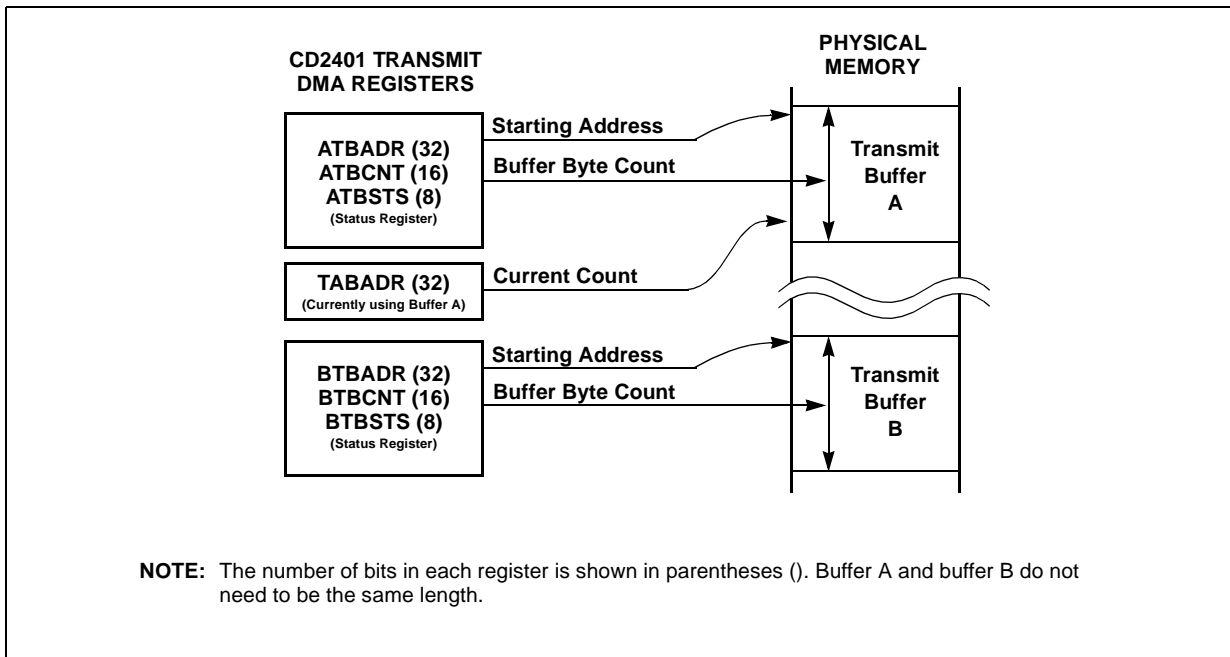 CD2401 TRANSMIT
DMA REGISTERS
PHYSICAL
MEMORY
ATBADR (32)
ATBCNT (16)
ATBSTS (8)
(Status Register)
Starting Address
Buffer Byte Count
Transmit
Buffer
A
TABADR (32)
(Currently using Buffer A)
Current Count
BTBADR (32)
BTBCNT (16)
BTBSTS (8)
(Status Register)
Starting Address
Buffer Byte Count
Transmit
Buffer
B
NOTE: The number of bits in each register is shown in parentheses (). Buffer A and buffer B do not
need to be the same length.